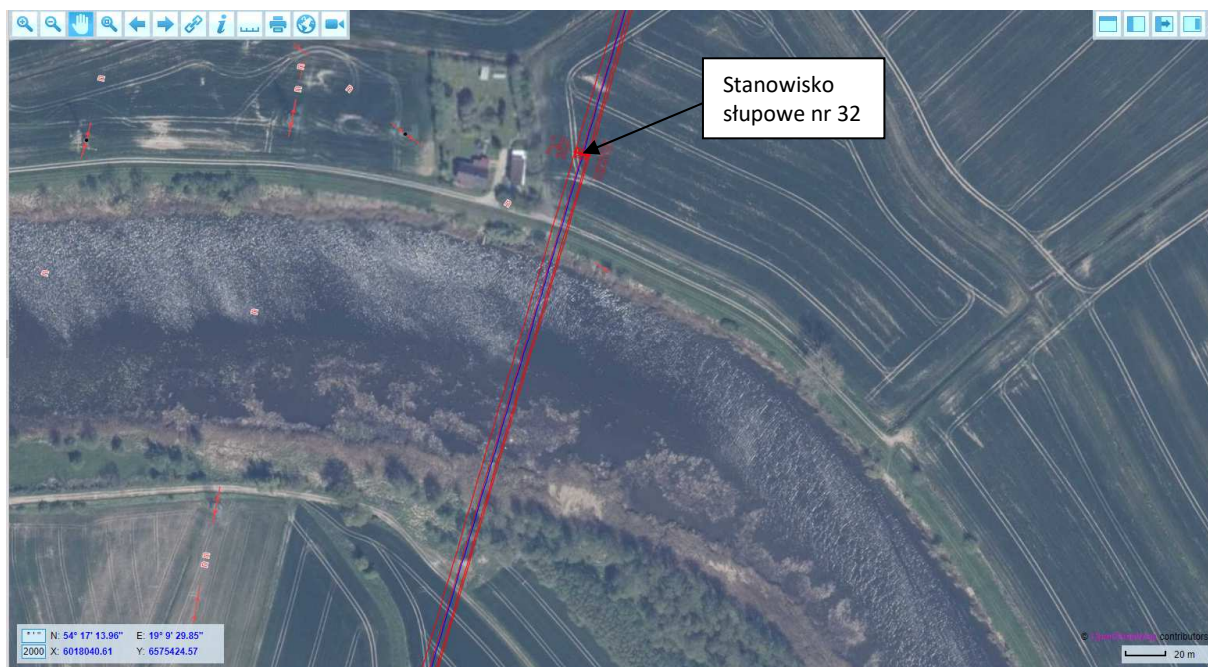 Stanowisko
słupowe nr 32
N: 54° 17' 13.96" E: 19° 9' 29.85"
2000 X: 6018040.61 Y: 6575424.57
© OpenStreetMap contributors
20 m